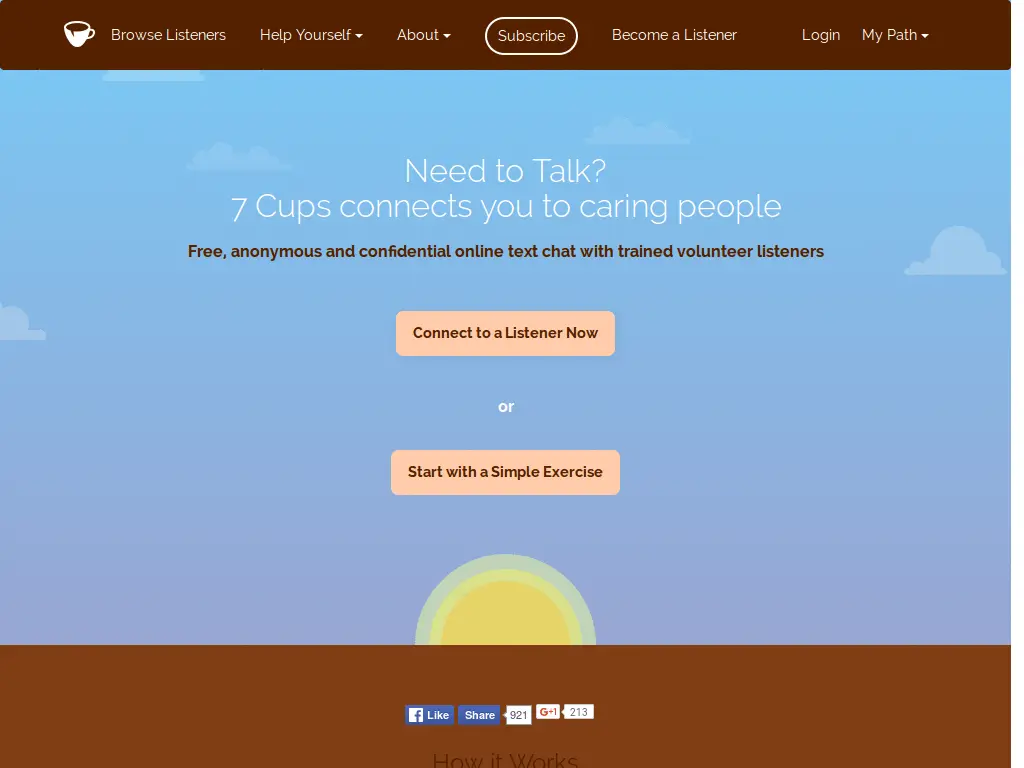 Browse Listeners Help Yourself About Subscribe Become a Listener Login My Path
Need to Talk?
7 Cups connects you to caring people
Free, anonymous and confidential online text chat with trained volunteer listeners
Connect to a Listener Now
or
Start with a Simple Exercise
Like Share 921 G+1 213
How it Works